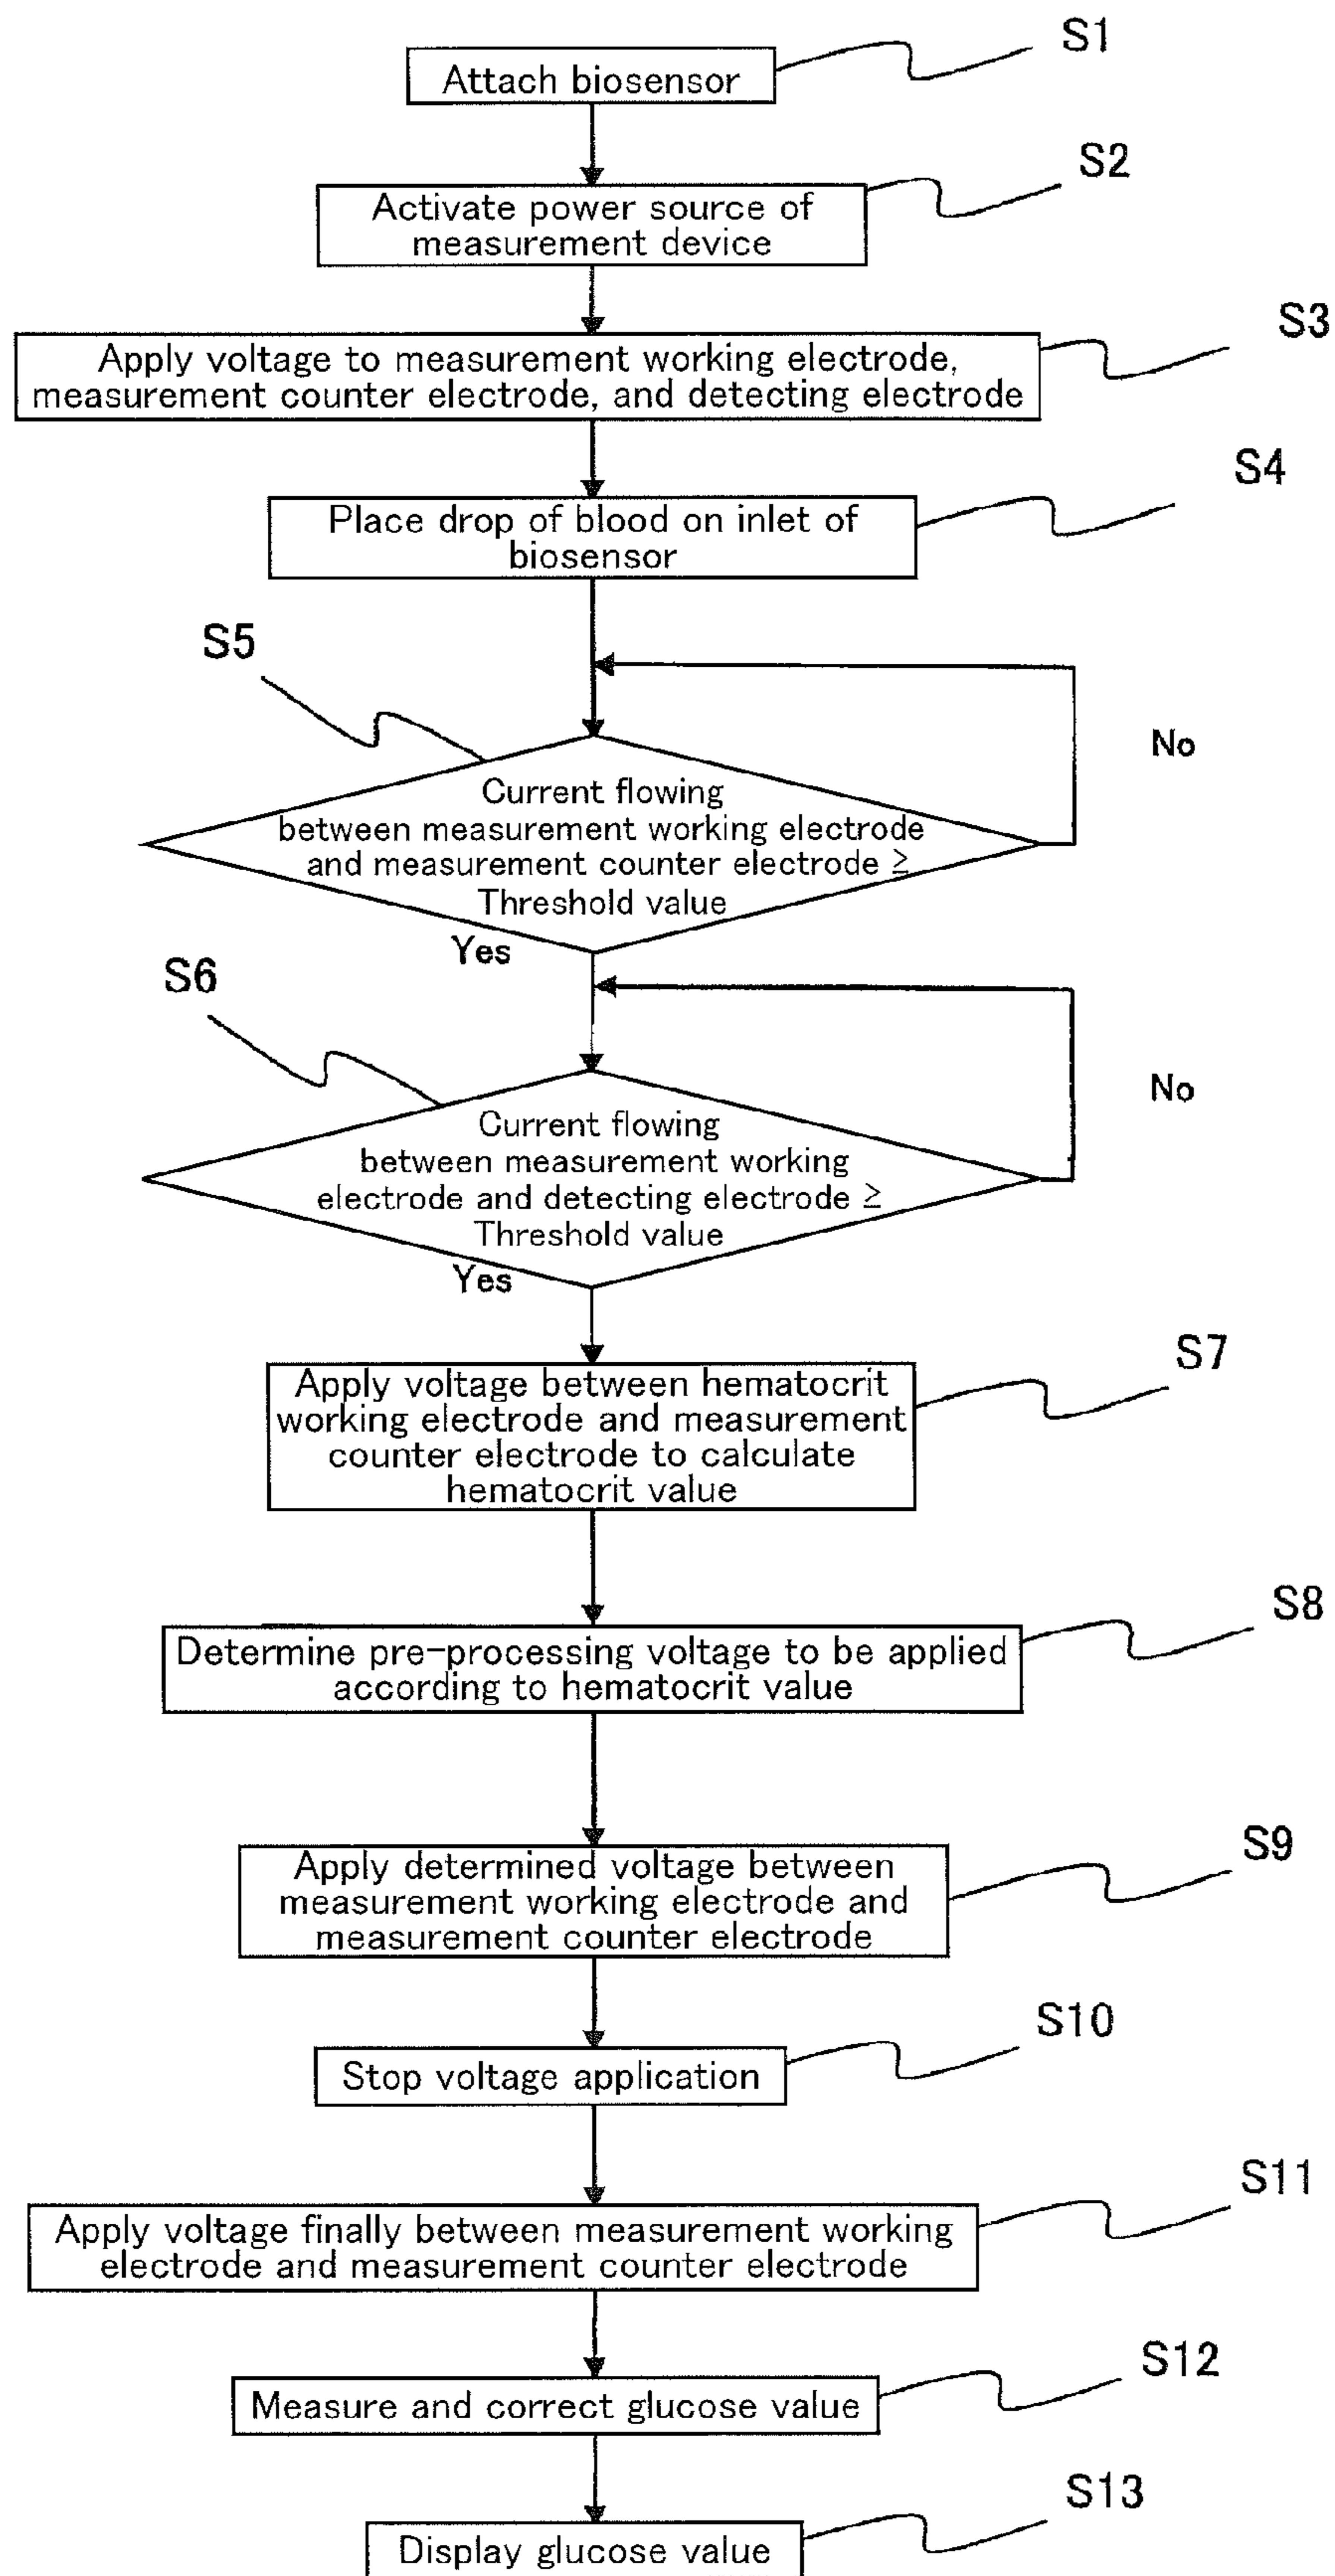 S1
Attach biosensor
S2
Activate power source of
measurement device
S3
Apply voltage to measurement working electrode,
measurement counter electrode, and detecting electrode
S4
Place drop of blood on inlet of
biosensor
S5
No
Current flowing
between measurement working electrode
and measurement counter electrode ≥
Threshold value
Yes
S6
No
Current flowing
between measurement working
electrode and detecting electrode ≥
Threshold value
Yes
S7
Apply voltage between hematocrit
working electrode and measurement
counter electrode to calculate
hematocrit value
S8
Determine pre-processing voltage to be applied
according to hematocrit value
S9
Apply determined voltage between
measurement working electrode and
measurement counter electrode
S10
Stop voltage application
S11
Apply voltage finally between measurement working
electrode and measurement counter electrode
S12
Measure and correct glucose value
S13
Display glucose value